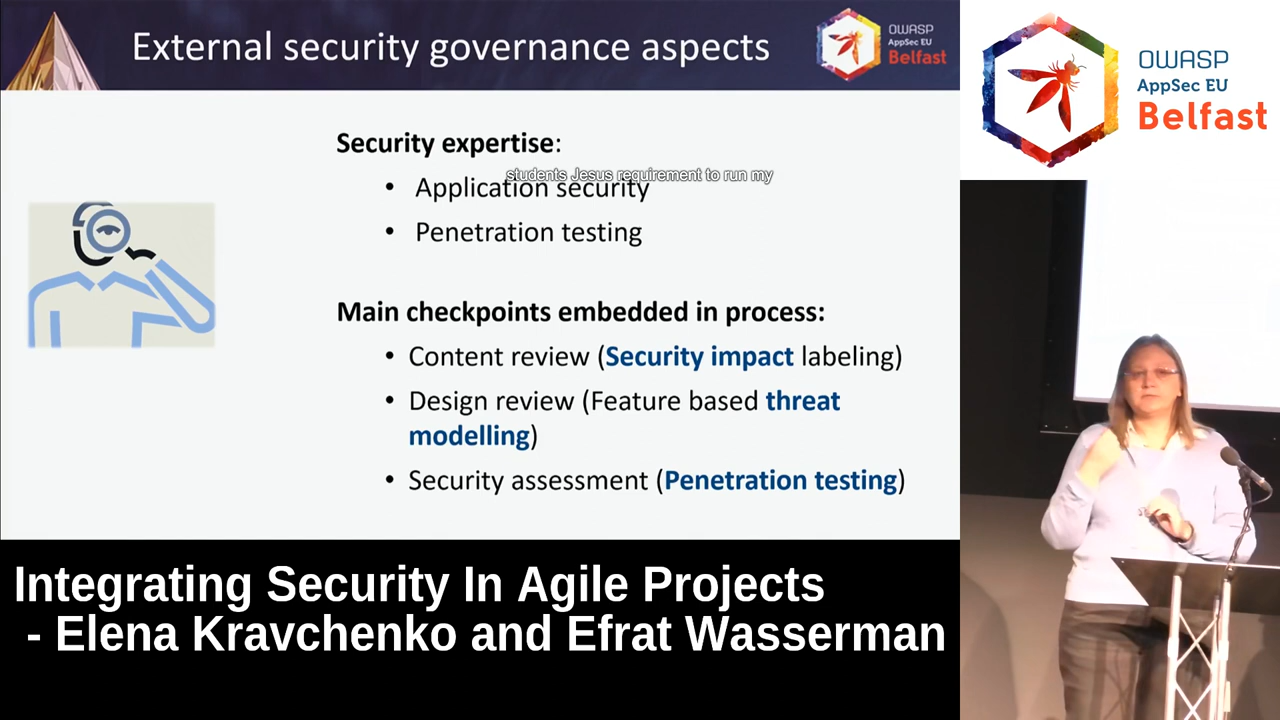 External security governance aspects
OWASP
AppSec EU
Belfast
OWASP
AppSec EU
Belfast
Security expertise:
students Jesus requirement to run my
• Application security
• Penetration testing
Main checkpoints embedded in process:
• Content review (Security impact labeling)
• Design review (Feature based threat
modelling)
• Security assessment (Penetration testing)
Integrating Security In Agile Projects
- Elena Kravchenko and Efrat Wasserman